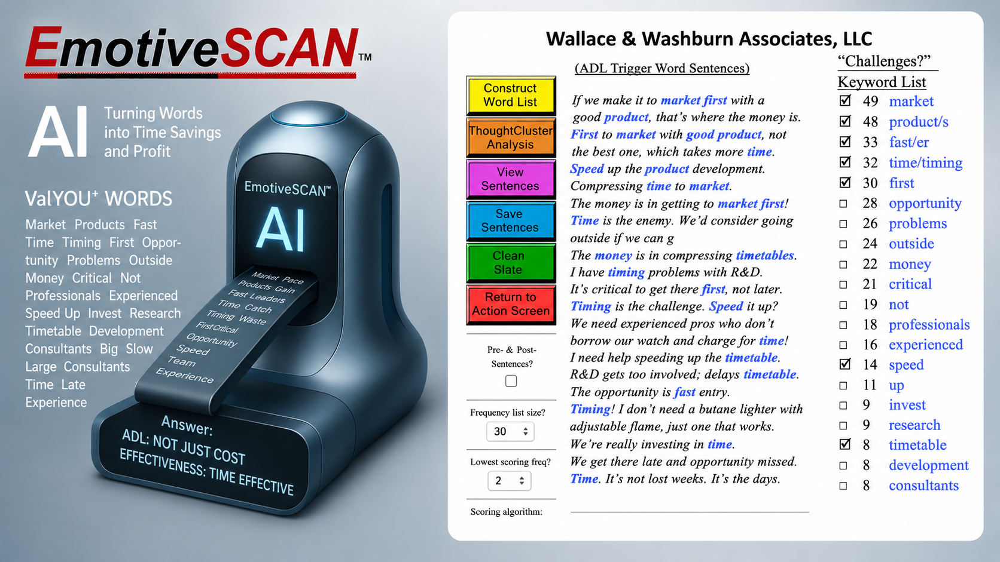 EmotiveSCAN™
AI
Turning Words
into Time Savings
and Profit
ValYOU⁺ WORDS
Market Products Fast
Time Timing First Oppor-
tunity Problems Outside
Money Critical Not
Professionals Experienced
Speed Up Invest Research
Timetable Development
Consultants Big Slow
Large Consultants
Time Late
Experience
EmotiveSCAN™
AI
Market Pace
Products Gain
Fast Leaders
Time Catch
Timing Waste
First Critical
Opportunity
Speed
Team
Experience
Answer:
ADL: NOT JUST COST
EFFECTIVENESS: TIME EFFECTIVE
Wallace & Washburn Associates, LLC
Construct
Word List
ThoughtCluster
Analysis
View
Sentences
Save
Sentences
Clean
Slate
Return to
Action Screen
Pre- & Post-
Sentences?
Frequency list size?
30
Lowest scoring freq?
2
Scoring algorithm:
(ADL Trigger Word Sentences)
If we make it to market first with a
good product, that's where the money is.
First to market with good product, not
the best one, which takes more time.
Speed up the product development.
Compressing time to market.
The money is in getting to market first!
Time is the enemy. We'd consider going
outside if we can g
The money is in compressing timetables.
I have timing problems with R&D.
It's critical to get there first, not later.
Timing is the challenge. Speed it up?
We need experienced pros who don't
borrow our watch and charge for time!
I need help speeding up the timetable.
R&D gets too involved; delays timetable.
The opportunity is fast entry.
Timing! I don't need a butane lighter with
adjustable flame, just one that works.
We're really investing in time.
We get there late and opportunity missed.
Time. It's not lost weeks. It's the days.
"Challenges?"
Keyword List
☑ 49 market
☑ 48 product/s
☑ 33 fast/er
☑ 32 time/timing
☑ 30 first
☐ 28 opportunity
☐ 26 problems
☐ 24 outside
☐ 22 money
☐ 21 critical
☐ 19 not
☐ 18 professionals
☐ 16 experienced
☑ 14 speed
☐ 11 up
☐ 9 invest
☐ 9 research
☑ 8 timetable
☐ 8 development
☐ 8 consultants